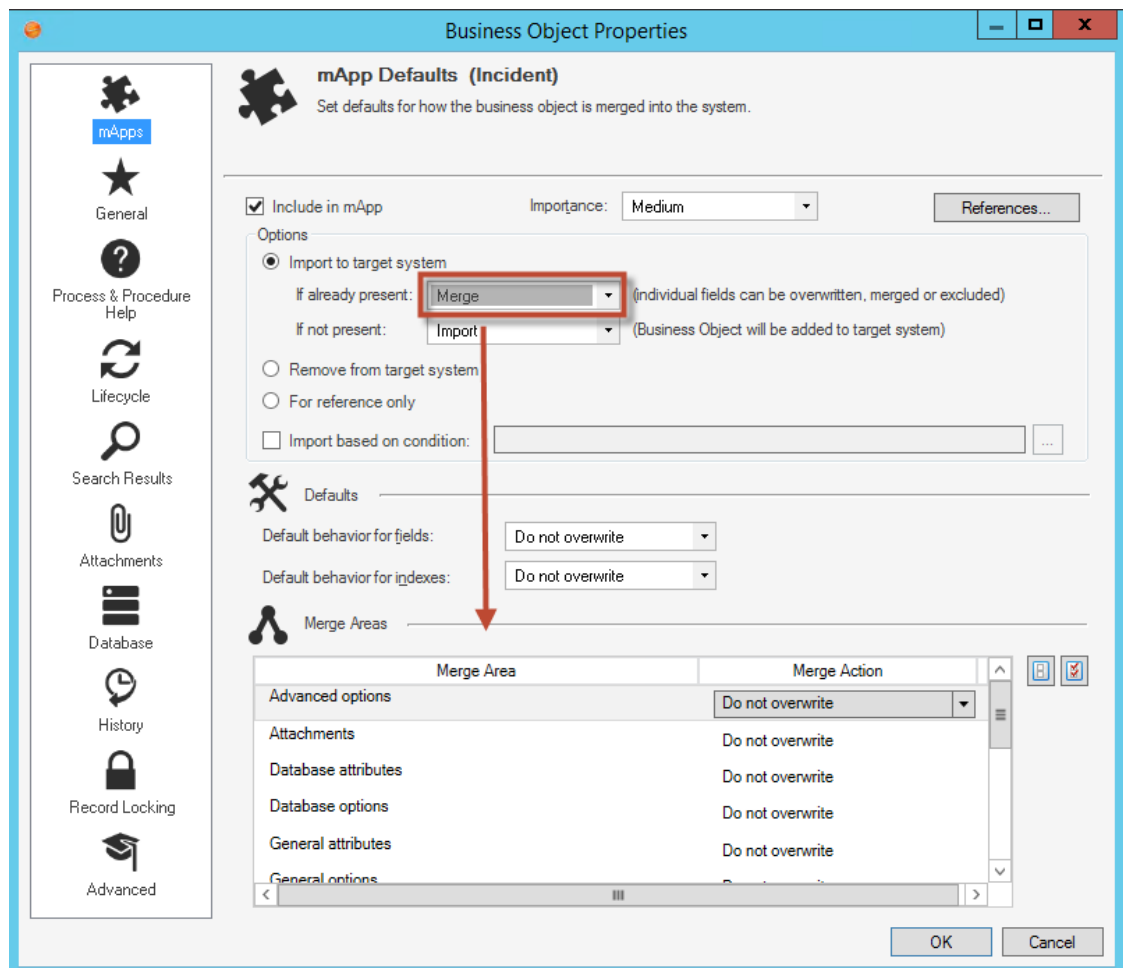 Business Object Properties
mApps
General
Process & Procedure
Help
Lifecycle
Search Results
Attachments
Database
History
Record Locking
Advanced
mApp Defaults (Incident)
Set defaults for how the business object is merged into the system.
Include in mApp Importance: Medium References...
Options
Import to target system
If already present: Merge (individual fields can be overwritten, merged or excluded)
If not present: Import (Business Object will be added to target system)
Remove from target system
For reference only
Import based on condition: ...
Defaults
Default behavior for fields: Do not overwrite
Default behavior for indexes: Do not overwrite
Merge Areas
Merge Area Merge Action
Advanced options Do not overwrite
Attachments Do not overwrite
Database attributes Do not overwrite
Database options Do not overwrite
General attributes Do not overwrite
General options
OK Cancel